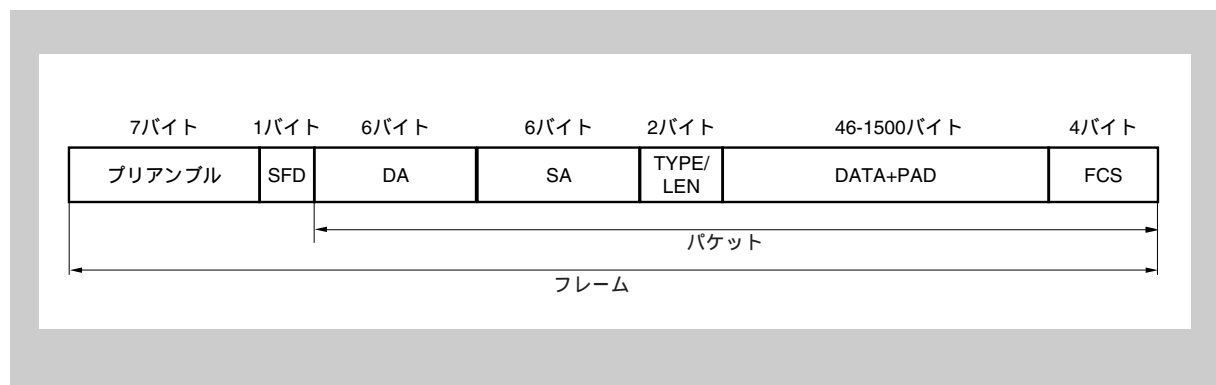 7バイト 1バイト 6バイト 6バイト 2バイト 46-1500バイト 4バイト
プリアンブル SFD DA SA TYPE/ LEN DATA+PAD FCS
パケット
フレーム